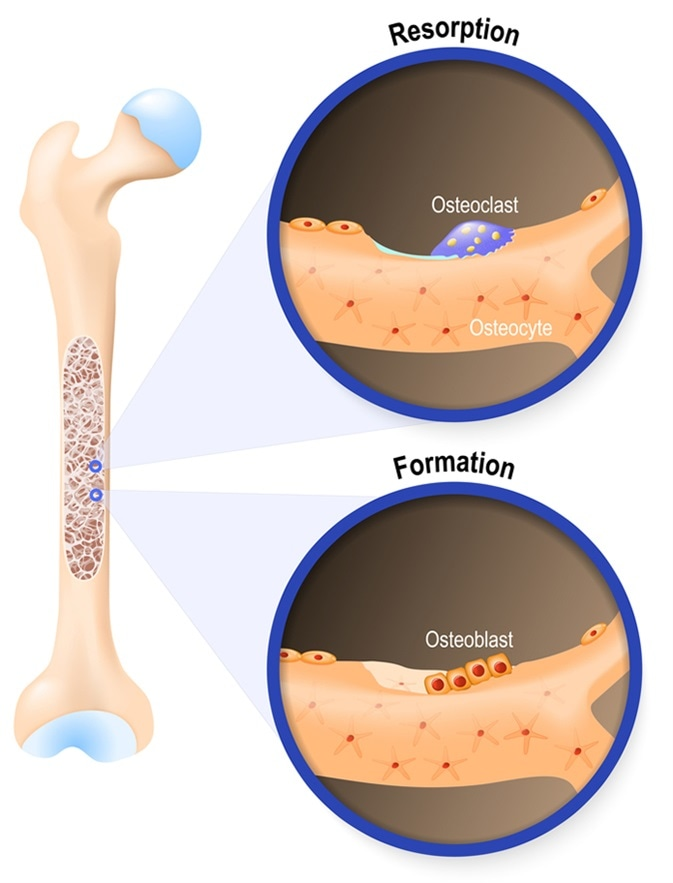 Resorption
Osteoclast
Osteocyte
Formation
Osteoblast